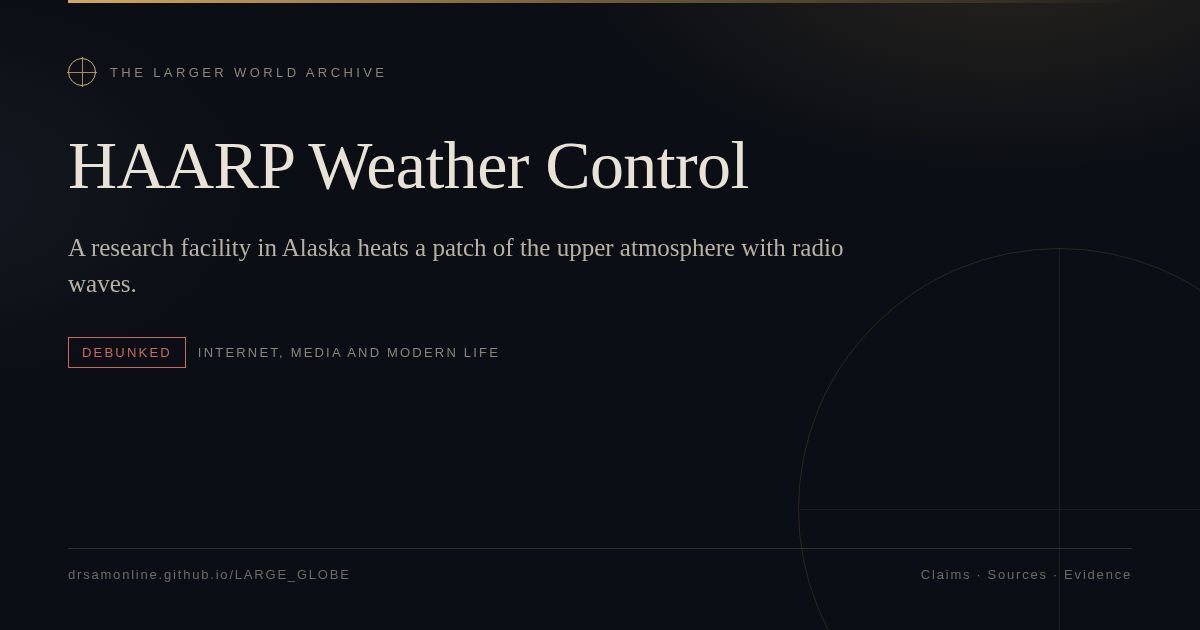 THE LARGER WORLD ARCHIVE
HAARP Weather Control
A research facility in Alaska heats a patch of the upper atmosphere with radio
waves.
DEBUNKED INTERNET, MEDIA AND MODERN LIFE
drsamonline.github.io/LARGE_GLOBE
Claims · Sources · Evidence